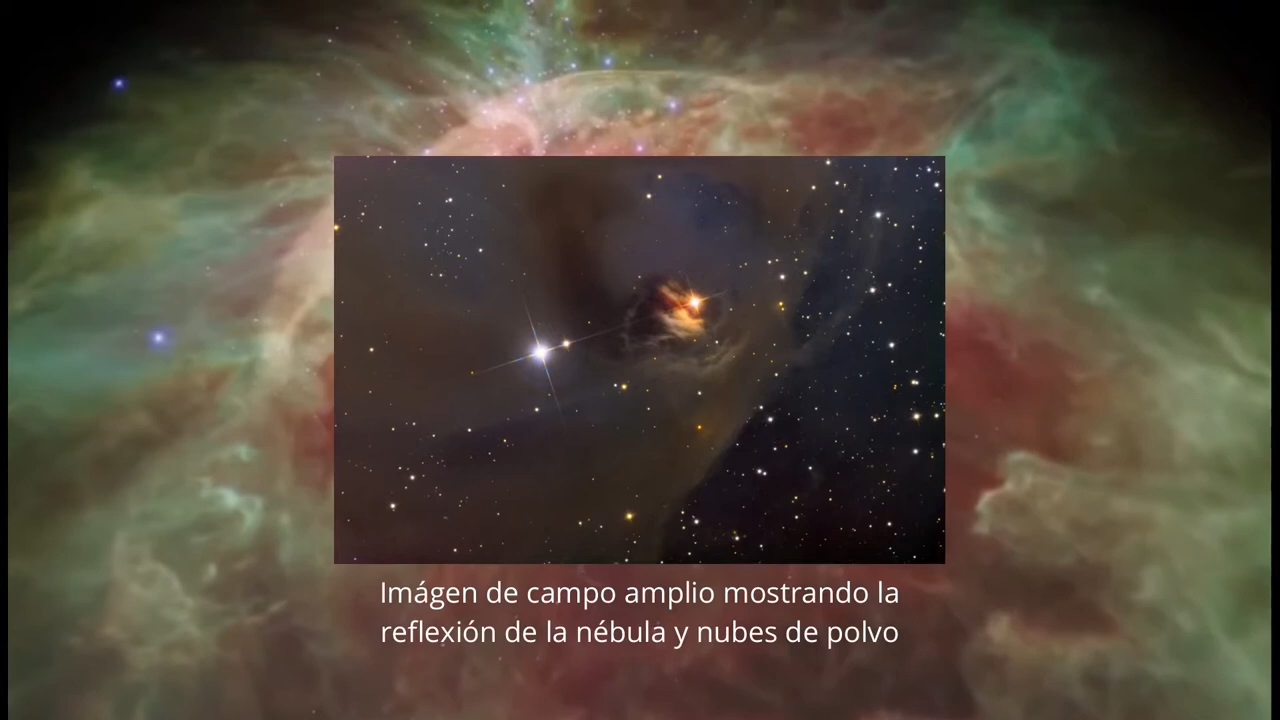 Imágen de campo amplio mostrando la
reflexión de la nébula y nubes de polvo